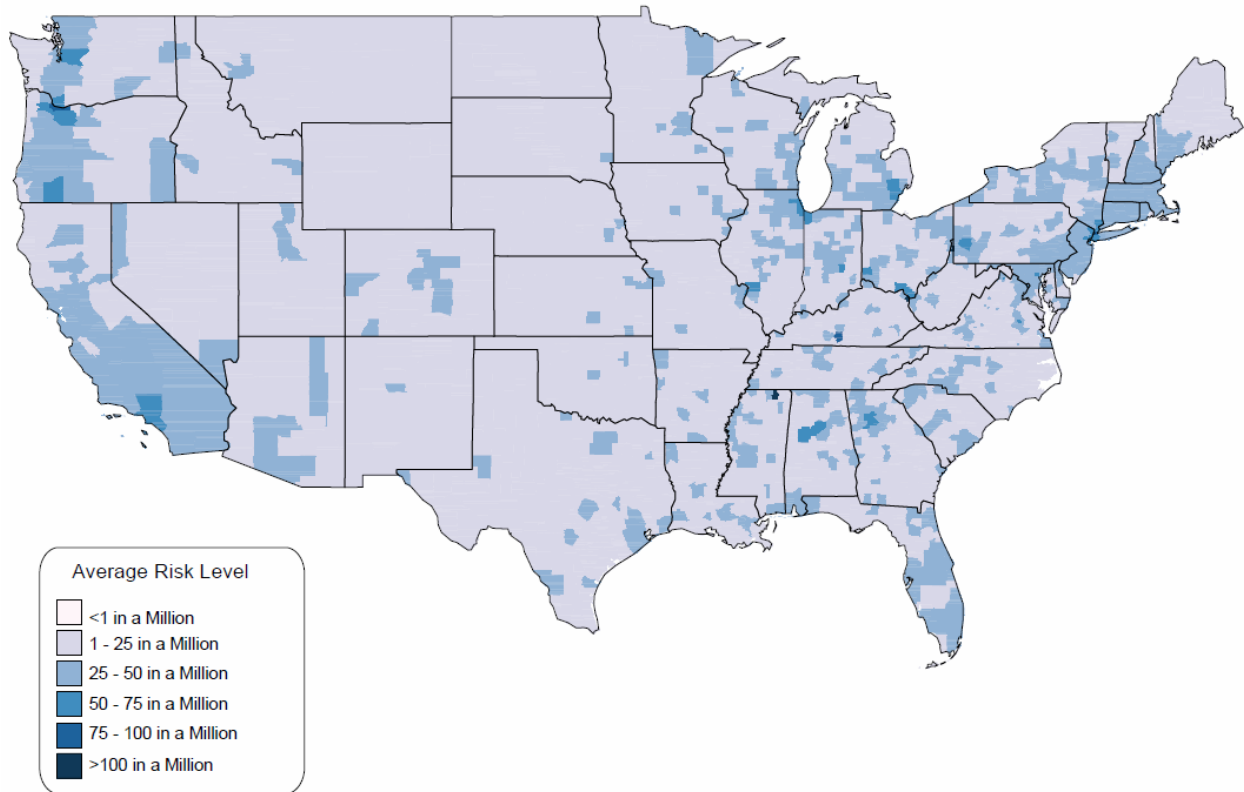 Average Risk Level
<1 in a Million
1 - 25 in a Million
25 - 50 in a Million
50 - 75 in a Million
75 - 100 in a Million
>100 in a Million